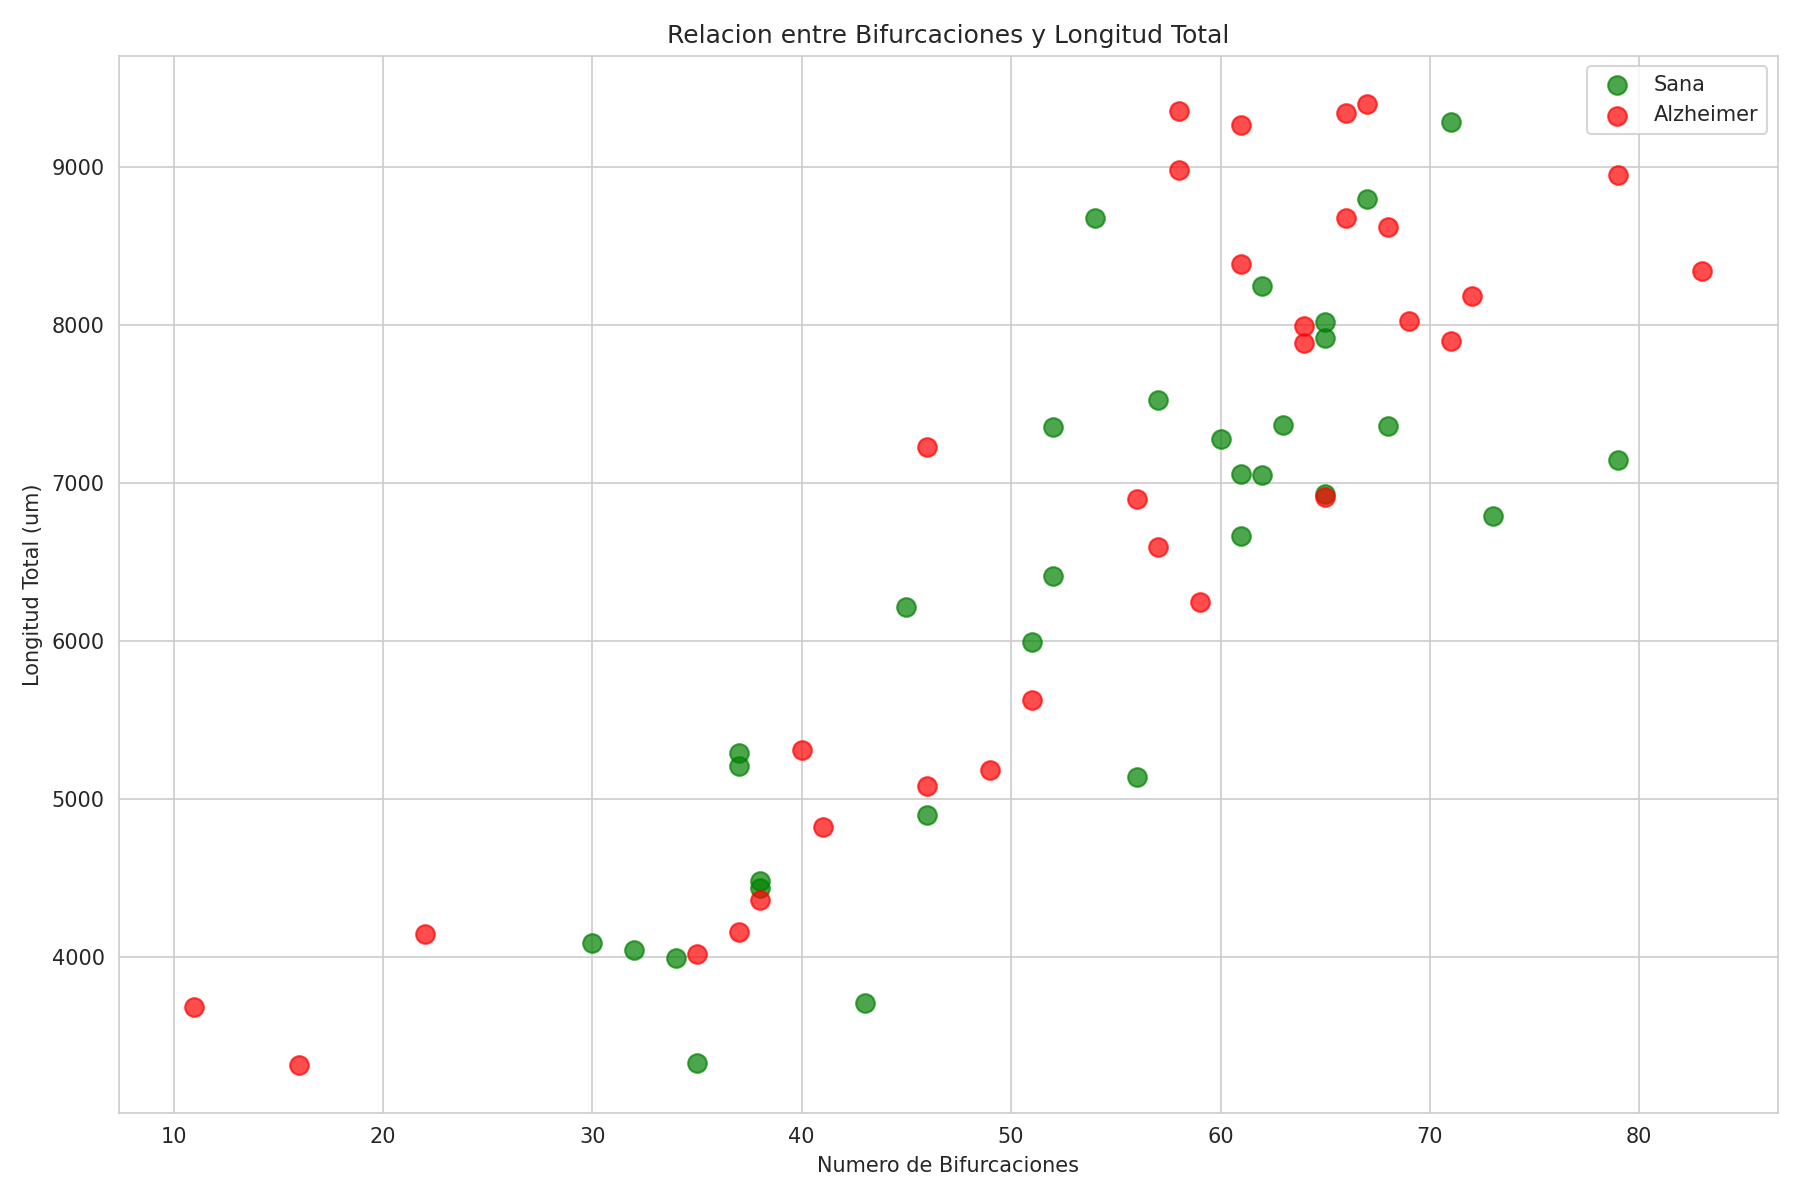 Relacion entre Bifurcaciones y Longitud Total
Sana
Alzheimer
9000
8000
7000
6000
5000
4000
Longitud Total (um)
10 20 30 40 50 60 70 80
Numero de Bifurcaciones